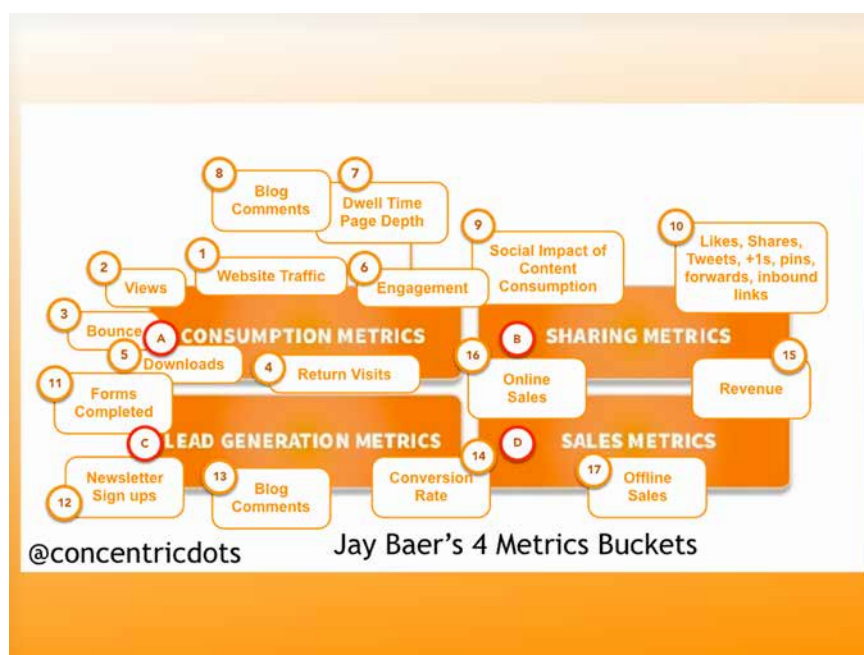 8
Blog
Comments
7
Dwell Time
Page Depth
9
Social Impact of
Content
Consumption
10
Likes, Shares,
Tweets, +1s, pins,
forwards, inbound
links
2
Views
1
Website Traffic
6
Engagement
3
Bounce
A
CONSUMPTION METRICS
B
SHARING METRICS
5
Downloads
4
Return Visits
16
Online
Sales
15
Revenue
11
Forms
Completed
C
LEAD GENERATION METRICS
D
SALES METRICS
12
Newsletter
Sign ups
13
Blog
Comments
14
Conversion
Rate
17
Offline
Sales
@concentricdots
Jay Baer's 4 Metrics Buckets